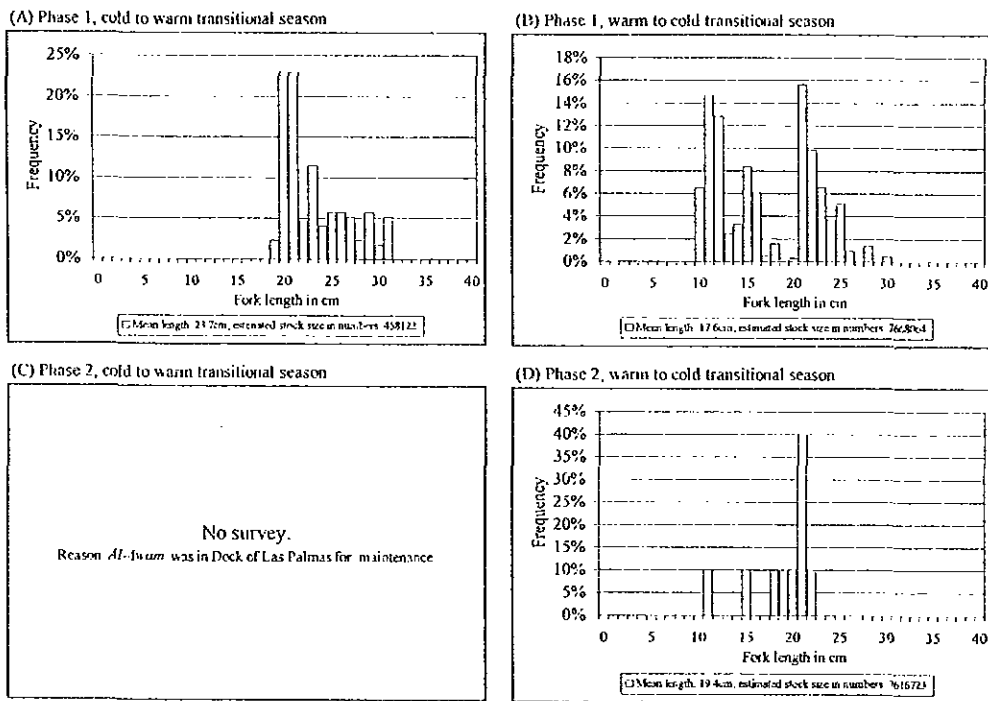 (A) Phase 1, cold to warm transitional season
25%
20%
15%
10%
5%
0%
Frequency
0 5 10 15 20 25 30 35 40
Fork length in cm
Mean length 23.7cm, estimated stock size in numbers 458122
(B) Phase 1, warm to cold transitional season
18%
16%
14%
12%
10%
8%
6%
4%
2%
0%
Frequency
0 5 10 15 20 25 30 35 40
Fork length in cm
Mean length 17.6cm, estimated stock size in numbers
(C) Phase 2, cold to warm transitional season
No survey.
Reason was in Dock of Las Palmas for maintenance
(D) Phase 2, warm to cold transitional season
45%
40%
35%
30%
25%
20%
15%
10%
5%
0%
Frequency
0 5 10 15 20 25 30 35 40
Fork length in cm
Mean length, 19.4cm, estimated stock size in numbers 7616723